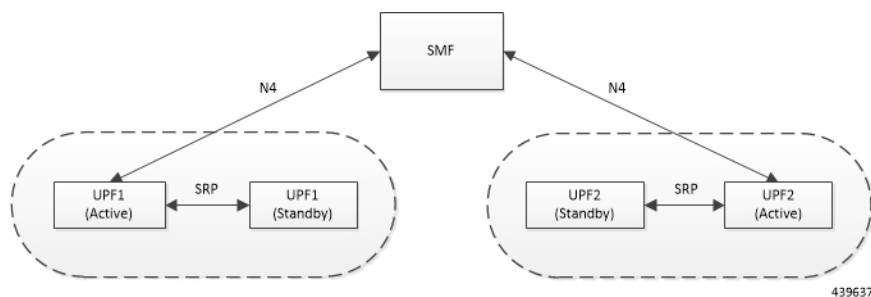 SMF
N4
N4
UPF1
(Active)
SRP
UPF1
(Standby)
UPF2
(Standby)
SRP
UPF2
(Active)
439637